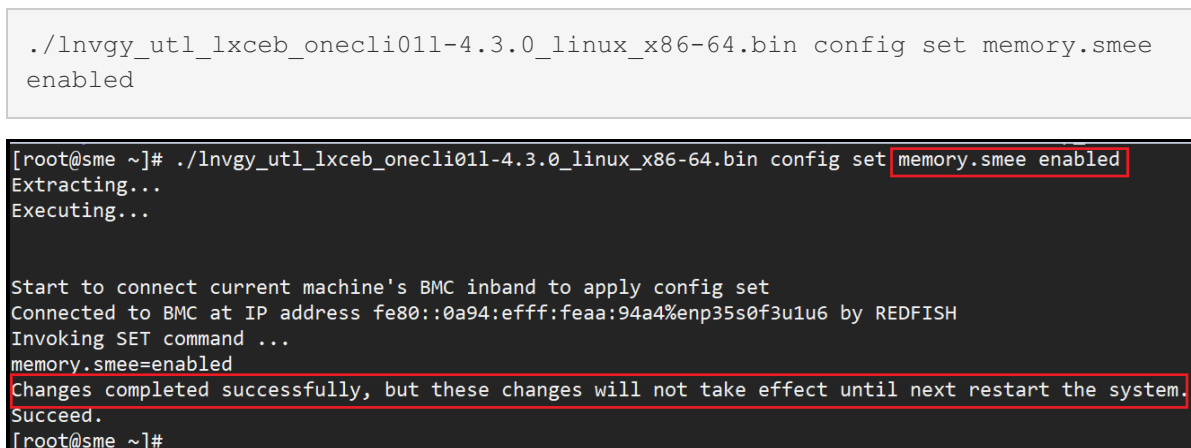 ./lnvgy_utl_lxceb_onecli01l-4.3.0_linux_x86-64.bin config set memory.smee
enabled
[root@sme ~]# ./lnvgy_utl_lxceb_onecli01l-4.3.0_linux_x86-64.bin config set memory.smee enabled
Extracting...
Executing...
Start to connect current machine's BMC inband to apply config set
Connected to BMC at IP address fe80::0a94:efff:feaa:94a4%enp35s0f3u1u6 by REDFISH
Invoking SET command ...
memory.smee=enabled
Changes completed successfully, but these changes will not take effect until next restart the system.
Succeed.
[root@sme ~]#